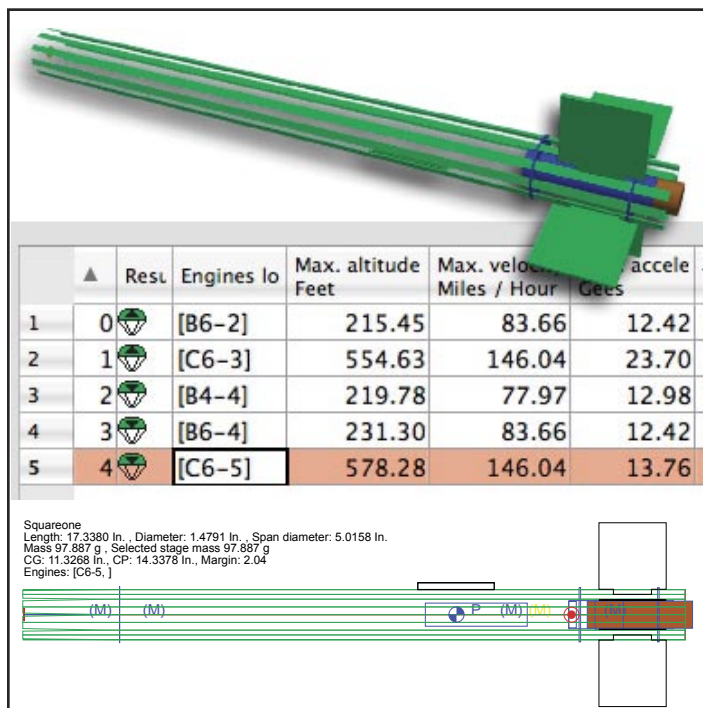 ▲ Resu Engines lo Max. altitude Feet Max. veloci Miles / Hour accele Gees
1 0 [B6-2] 215.45 83.66 12.42
2 1 [C6-3] 554.63 146.04 23.70
3 2 [B4-4] 219.78 77.97 12.98
4 3 [B6-4] 231.30 83.66 12.42
5 4 [C6-5] 578.28 146.04 13.76
Squareone
Length: 17.3380 In. , Diameter: 1.4791 In. , Span diameter: 5.0158 In.
Mass 97.887 g , Selected stage mass 97.887 g
CG: 11.3268 In., CP: 14.3378 In., Margin: 2.04
Engines: [C6-5, ]
(M) (M) P (M) (M) (M)